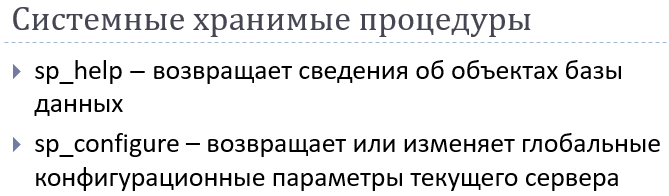 Системные хранимые процедуры
sp_help – возвращает сведения об объектах базы
данных
sp_configure – возвращает или изменяет глобальные
конфигурационные параметры текущего сервера